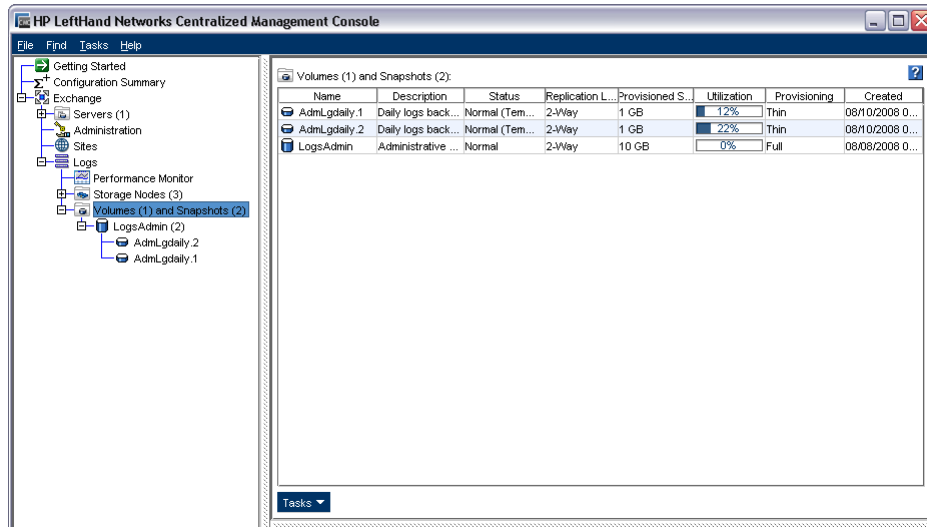 HP LeftHand Networks Centralized Management Console
File Find Tasks Help
Getting Started
Configuration Summary
Exchange
Servers (1)
Administration
Sites
Logs
Performance Monitor
Storage Nodes (3)
Volumes (1) and Snapshots (2)
LogsAdmin (2)
AdmLgdaily.2
AdmLgdaily.1
Volumes (1) and Snapshots (2):
?
Name Description Status Replication L... Provisioned S... Utilization Provisioning Created
AdmLgdaily.1 Daily logs back... Normal (Tem... 2-Way 1 GB 12% Thin 08/10/2008 0...
AdmLgdaily.2 Daily logs back... Normal (Tem... 2-Way 1 GB 22% Thin 08/10/2008 0...
LogsAdmin Administrative ... Normal 2-Way 10 GB 0% Full 08/08/2008 0...
Tasks